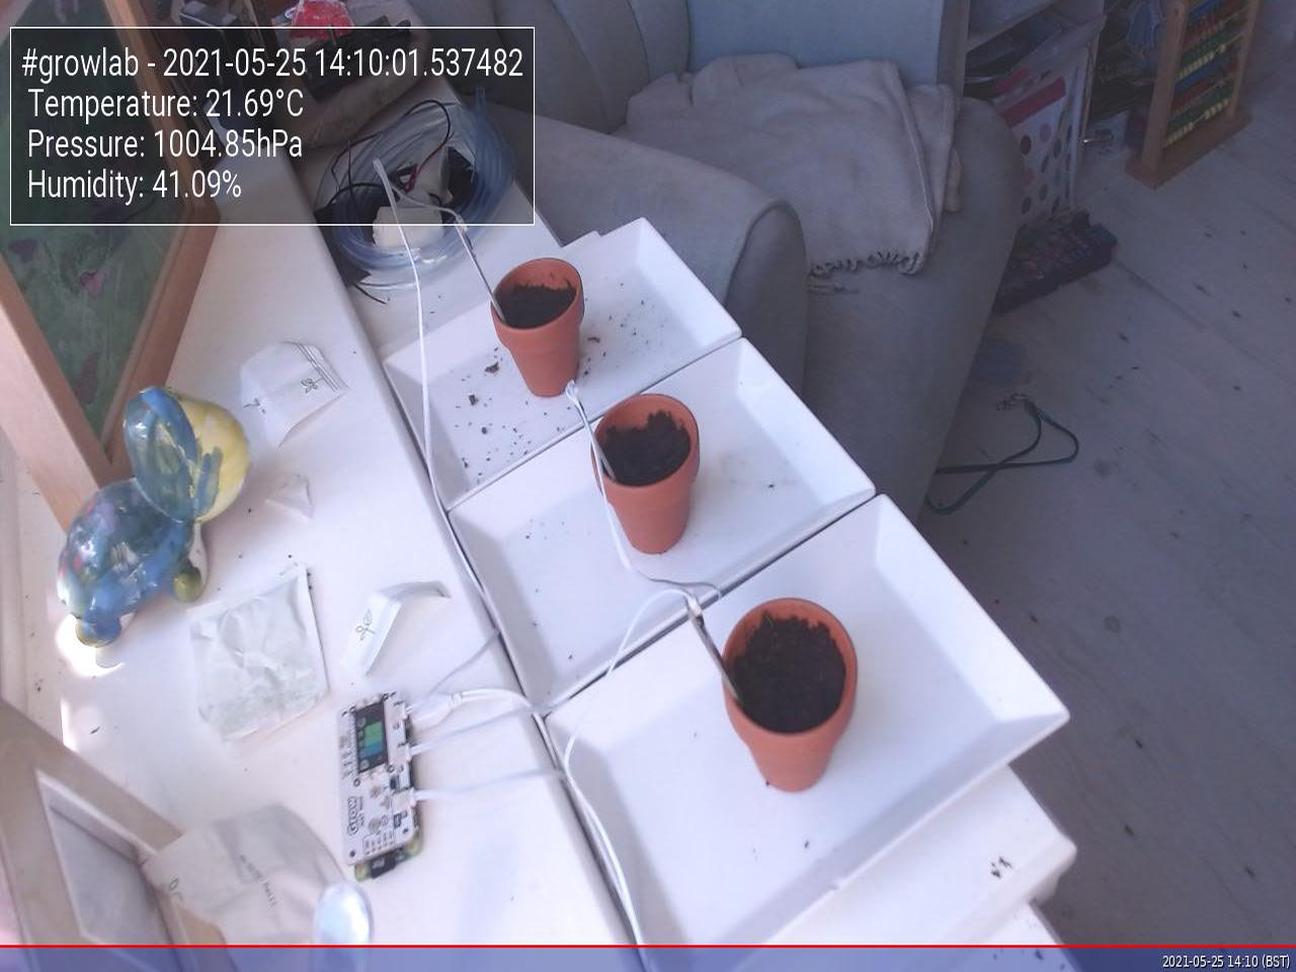 #growlab - 2021-05-25 14:10:01.537482
Temperature: 21.69°C
Pressure: 1004.85hPa
Humidity: 41.09%
2021-05-25 14:10 (BST)